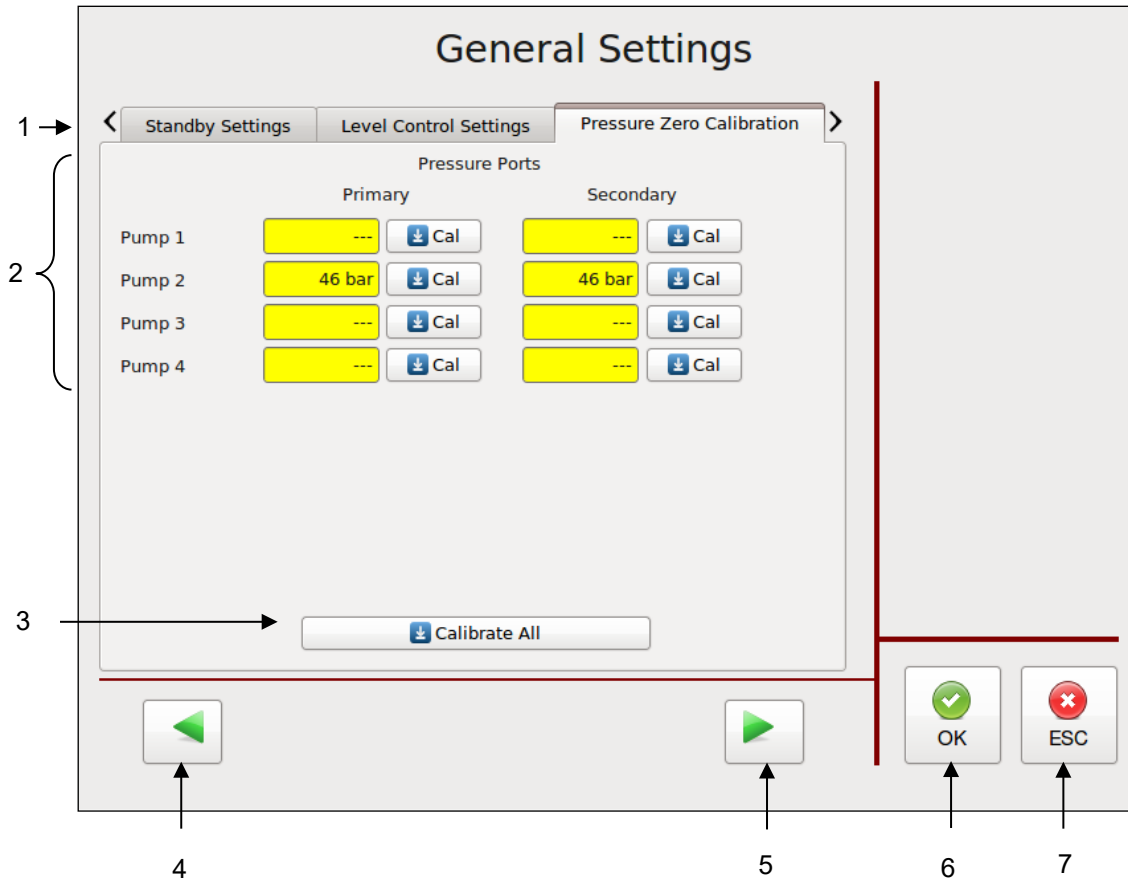 General Settings
1
Standby Settings Level Control Settings Pressure Zero Calibration
Pressure Ports
Primary Secondary
2
Pump 1 --- Cal --- Cal
Pump 2 46 bar Cal 46 bar Cal
Pump 3 --- Cal --- Cal
Pump 4 --- Cal --- Cal
3
Calibrate All
OK ESC
4 5 6 7